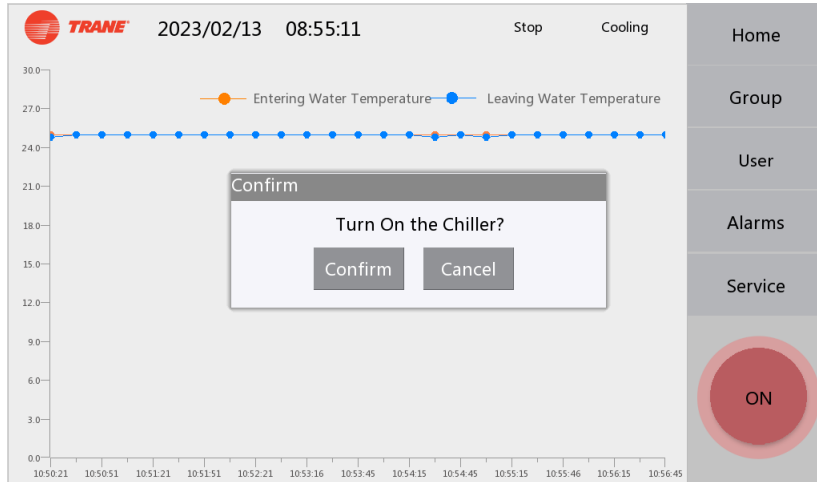 TRANE
2023/02/13 08:55:11
Stop
Cooling
Home
Group
User
Alarms
Service
ON
Entering Water Temperature
Leaving Water Temperature
30.0
27.0
24.0
21.0
18.0
15.0
12.0
9.0
6.0
3.0
0.0
Confirm
Turn On the Chiller?
Confirm
Cancel
10:50:21 10:50:51 10:51:21 10:51:51 10:52:21 10:53:16 10:53:45 10:54:15 10:54:45 10:55:15 10:55:46 10:56:15 10:56:45